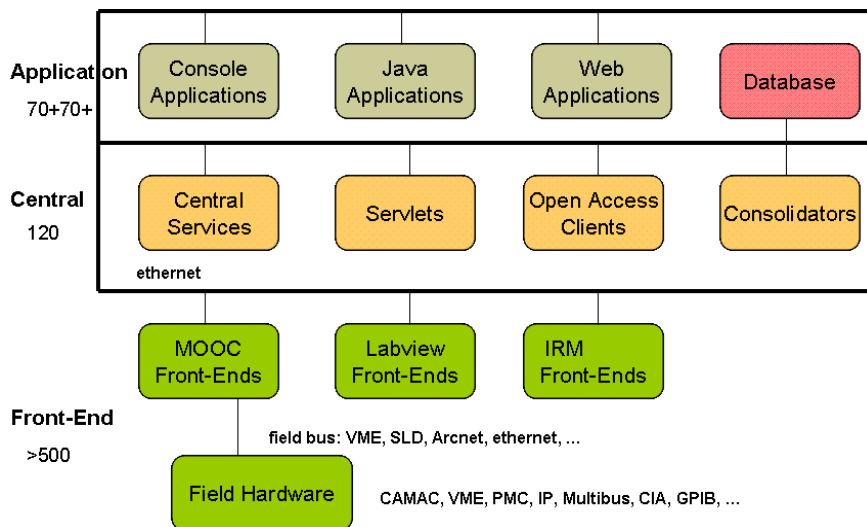 Application
70+70+
Console
Applications
Java
Applications
Web
Applications
Database
Central
120
Central
Services
Servlets
Open Access
Clients
Consolidators
ethernet
MOOC
Front-Ends
Labview
Front-Ends
IRM
Front-Ends
Front-End
>500
field bus: VME, SLD, Arcnet, ethernet, ...
Field Hardware
CAMAC, VME, PMC, IP, Multibus, CIA, GPIB, ...